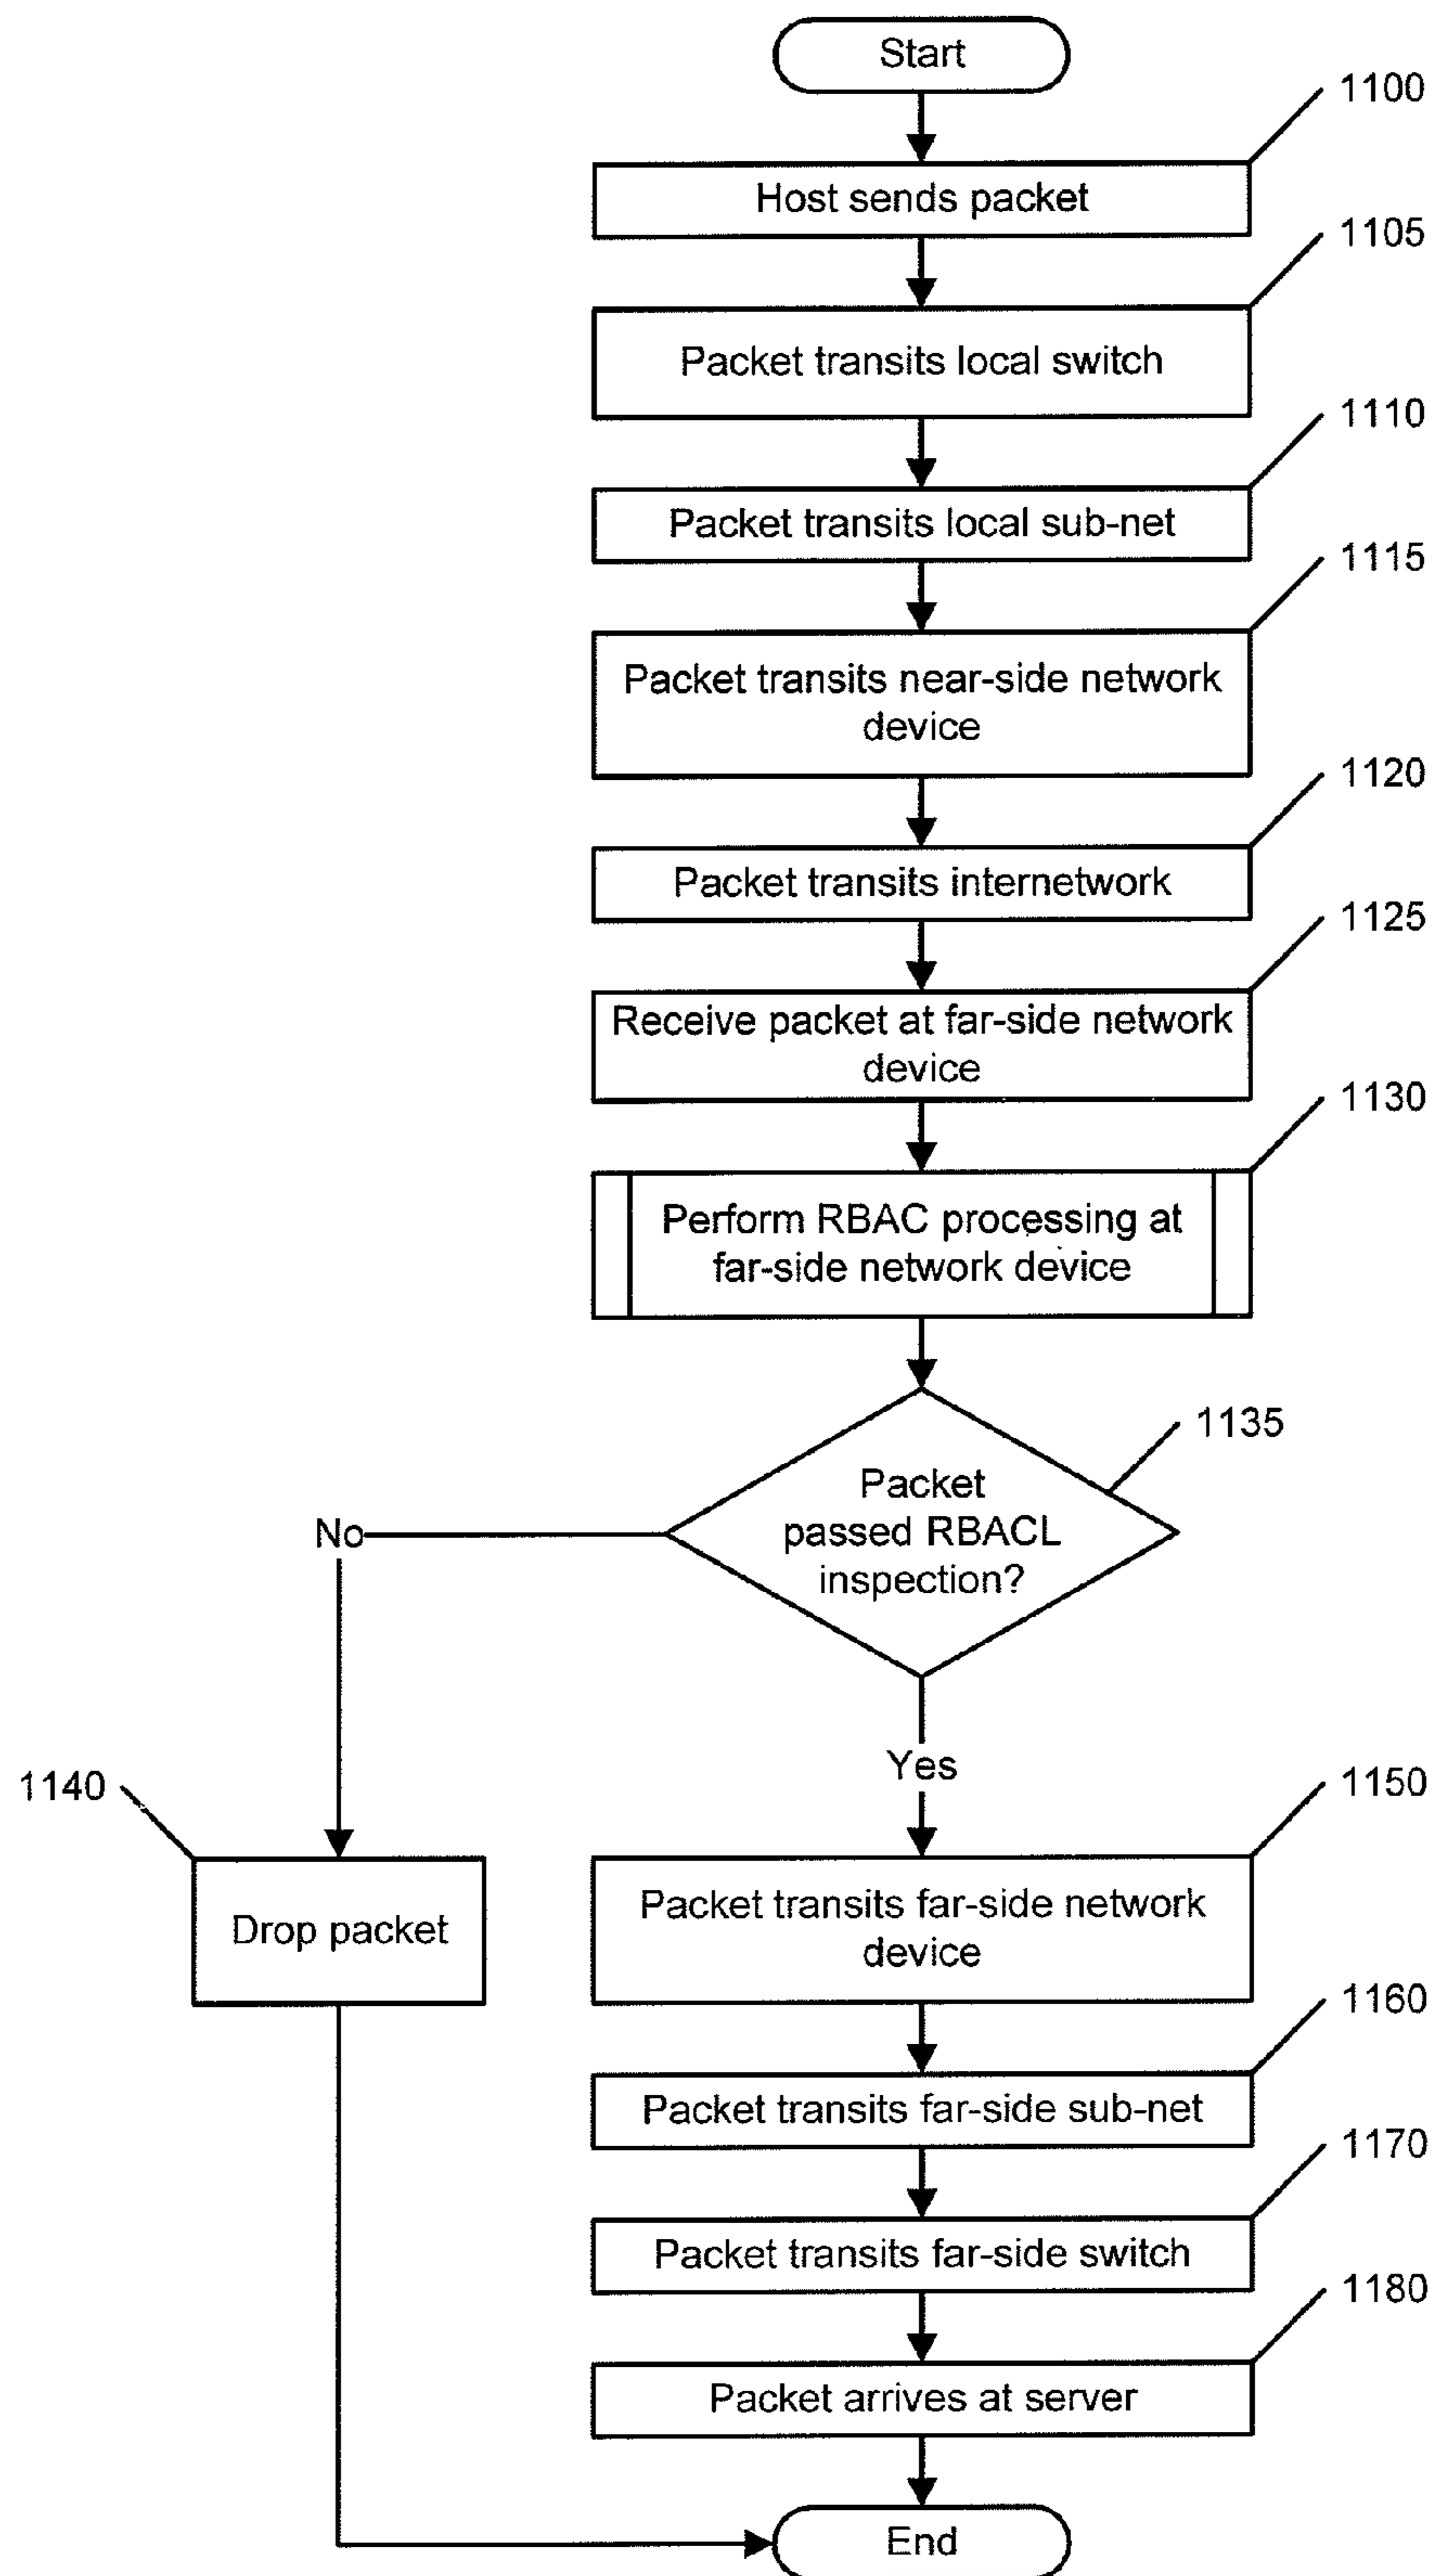 Start
1100
Host sends packet
1105
Packet transits local switch
1110
Packet transits local sub-net
1115
Packet transits near-side network
device
1120
Packet transits internetwork
1125
Receive packet at far-side network
device
1130
Perform RBAC processing at
far-side network device
1135
Packet
passed RBACL
inspection?
No
Yes
1140
Drop packet
1150
Packet transits far-side network
device
1160
Packet transits far-side sub-net
1170
Packet transits far-side switch
1180
Packet arrives at server
End